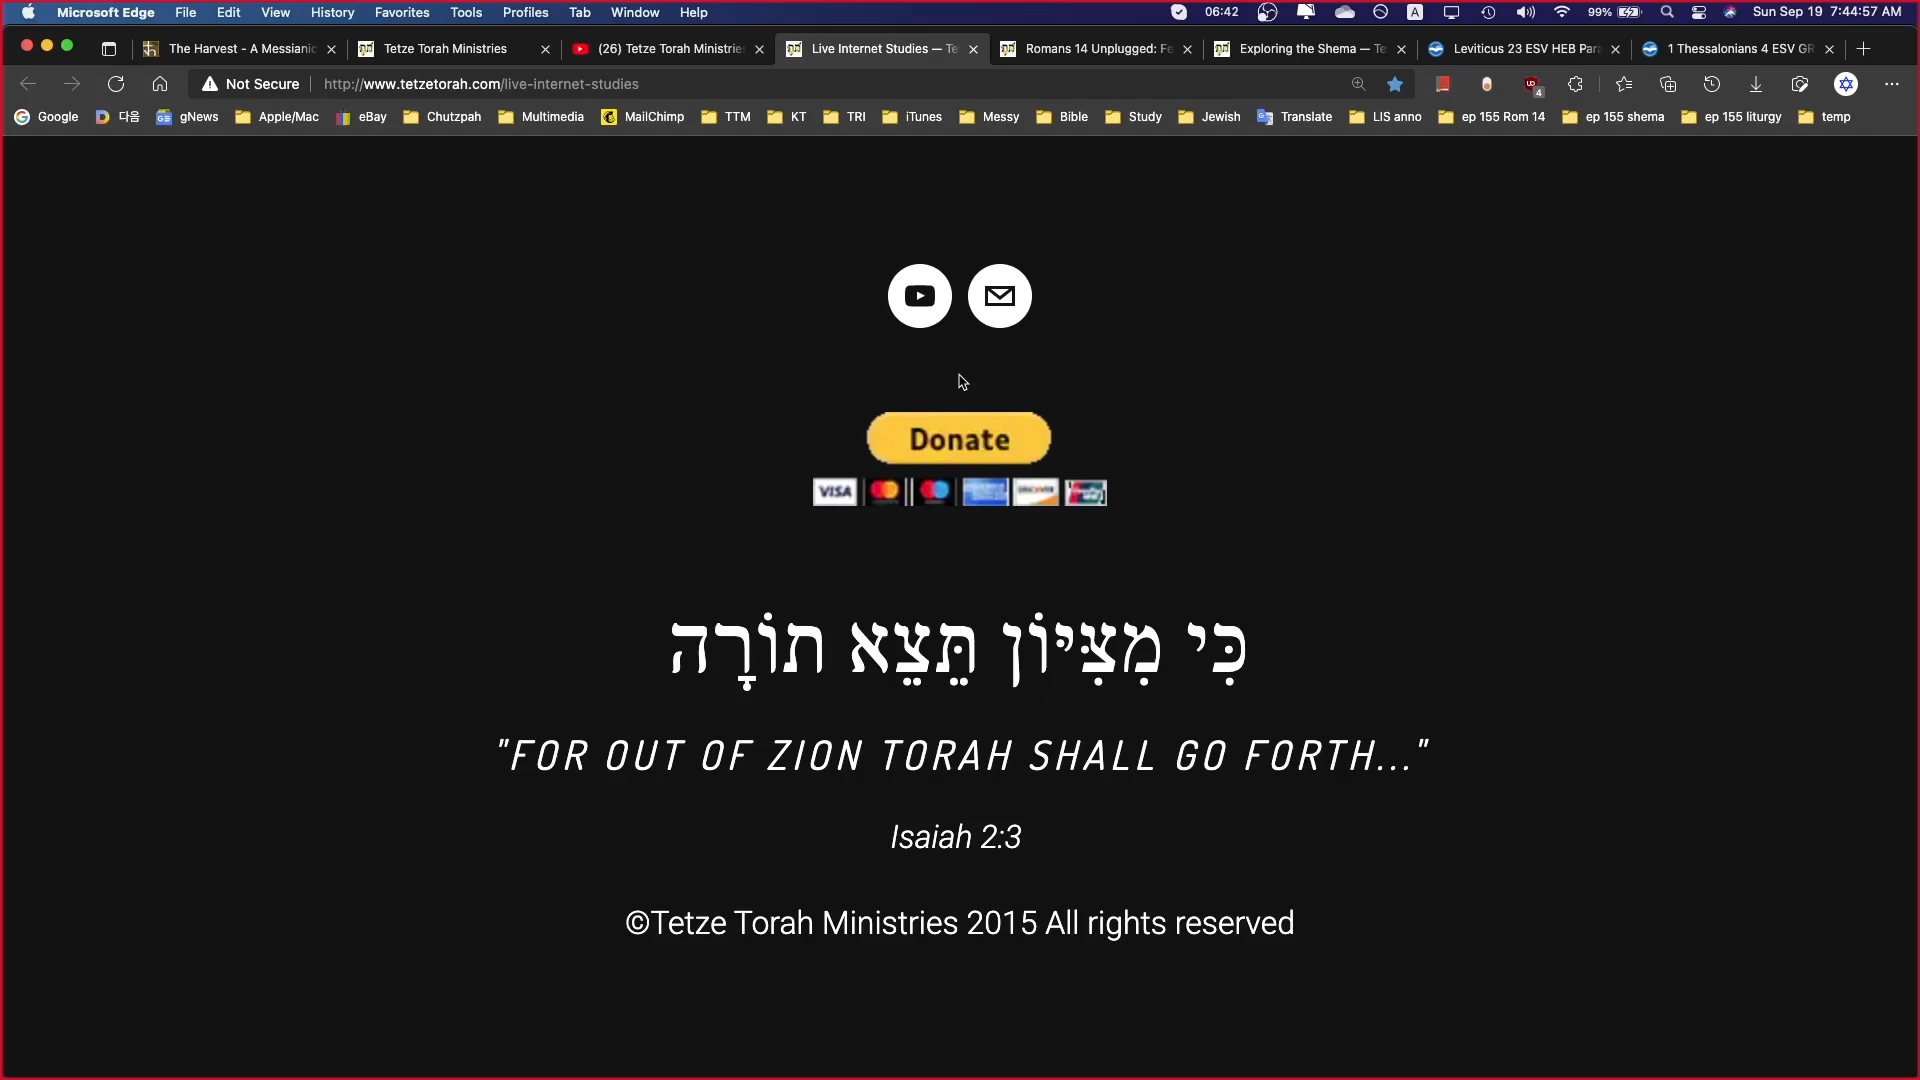 Microsoft Edge File Edit View History Favorites Tools Profiles Tab Window Help 06:42 A 99% Sun Sep 19 7:44:57 AM
The Harvest - A Messianic Tetze Torah Ministries (26) Tetze Torah Ministries Live Internet Studies — Te Romans 14 Unplugged: Fe Exploring the Shema — Te Leviticus 23 ESV HEB Para 1 Thessalonians 4 ESV GR
Not Secure http://www.tetzetorah.com/live-internet-studies 4
Google 다음 gNews Apple/Mac eBay Chutzpah Multimedia MailChimp TTM KT TRI iTunes Messy Bible Study Jewish Translate LIS anno ep 155 Rom 14 ep 155 shema ep 155 liturgy temp
Donate
VISA DISCOVER
כִּי מִצִּיּוֹן תֵּצֵא תוֹרָה
"FOR OUT OF ZION TORAH SHALL GO FORTH..."
Isaiah 2:3
©Tetze Torah Ministries 2015 All rights reserved